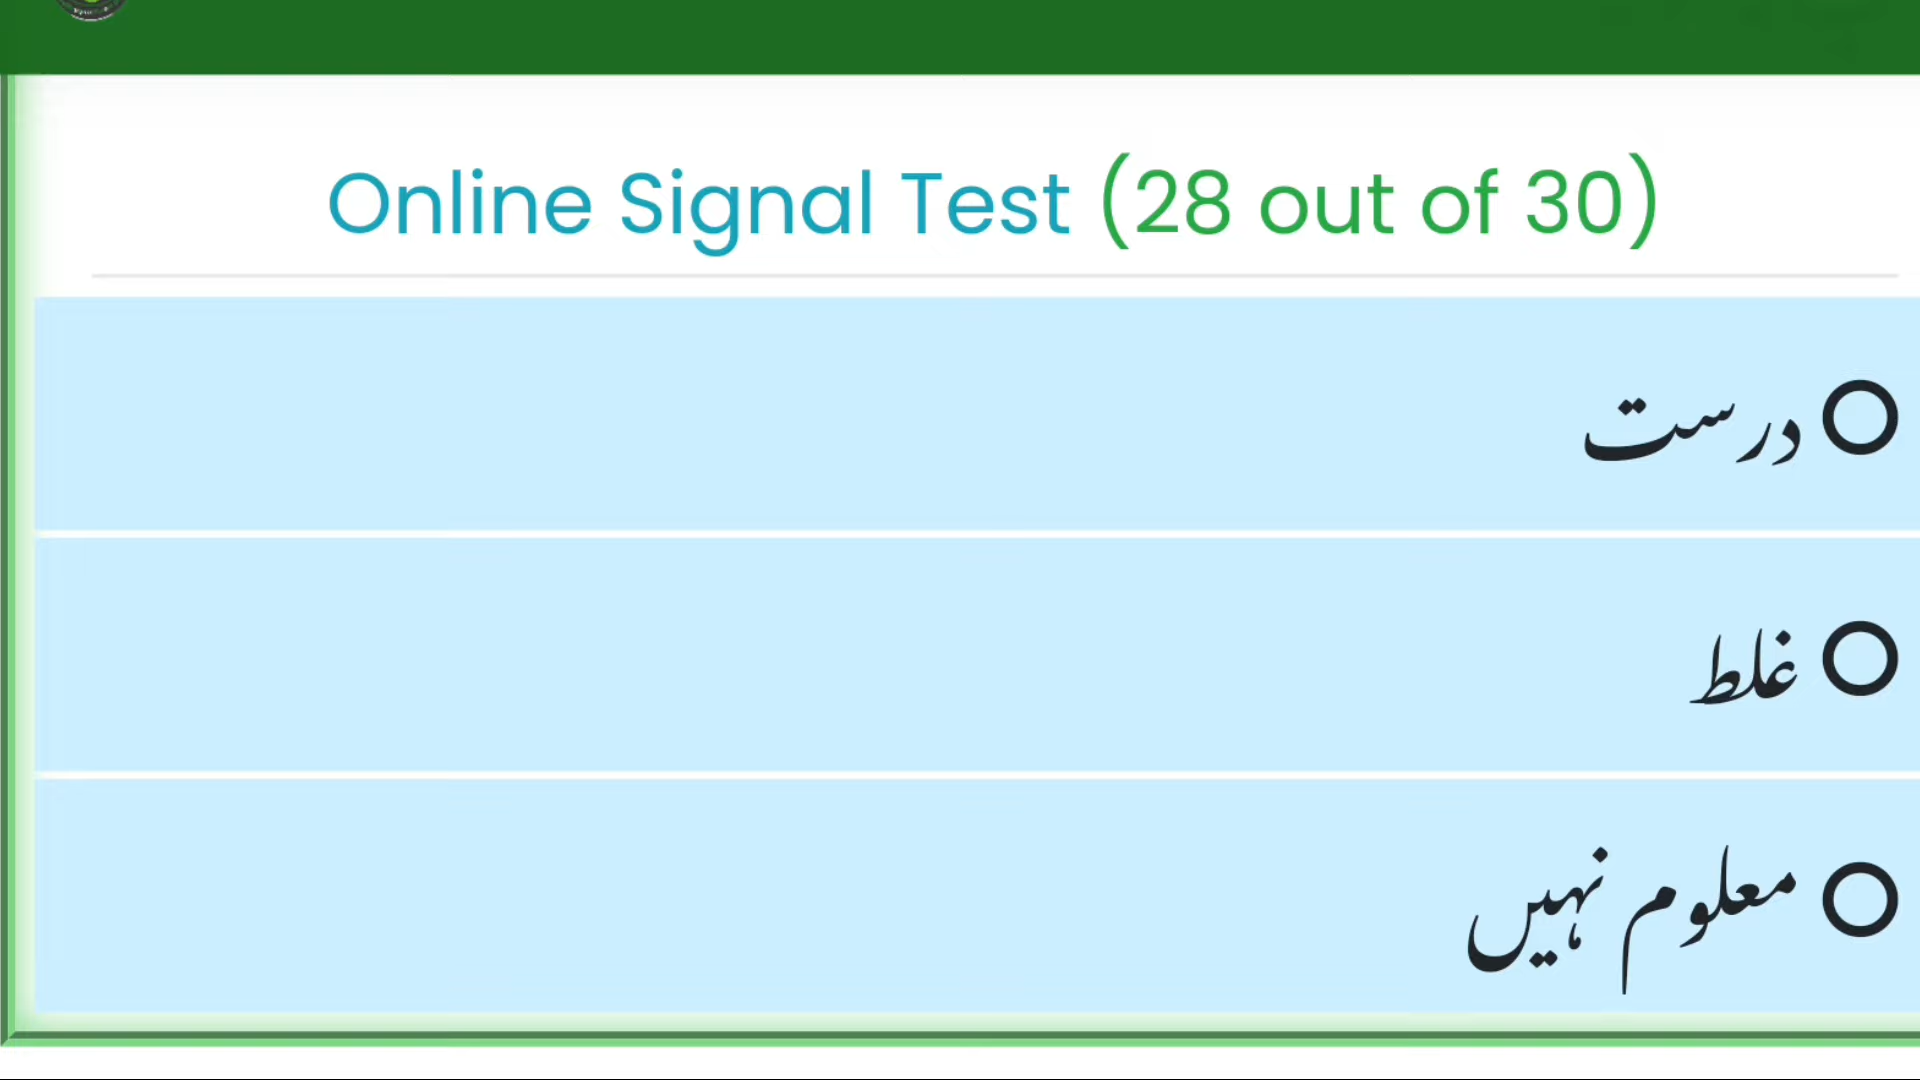 Online Signal Test (28 out of 30)
درست
غلط
معلوم نہیں